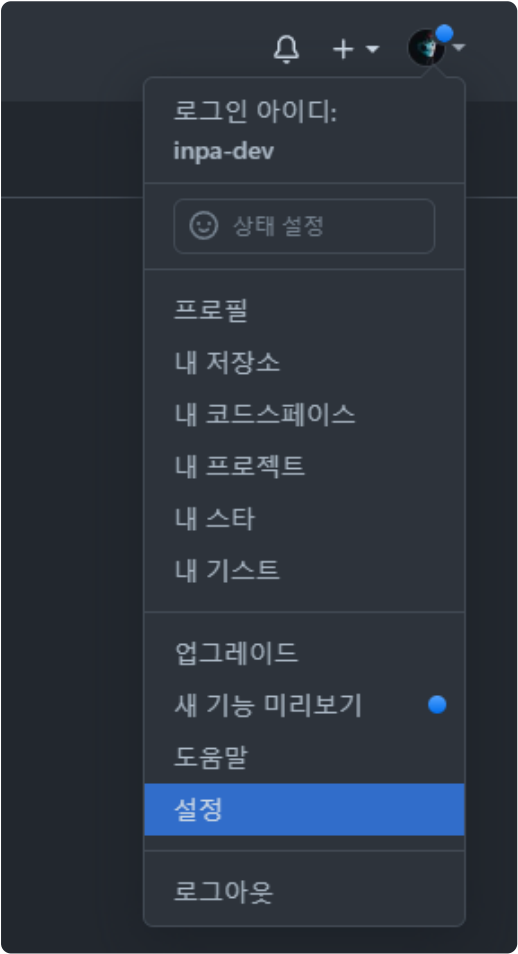 로그인 아이디:
inpa-dev
상태 설정
프로필
내 저장소
내 코드스페이스
내 프로젝트
내 스타
내 기스트
업그레이드
새 기능 미리보기
도움말
설정
로그아웃